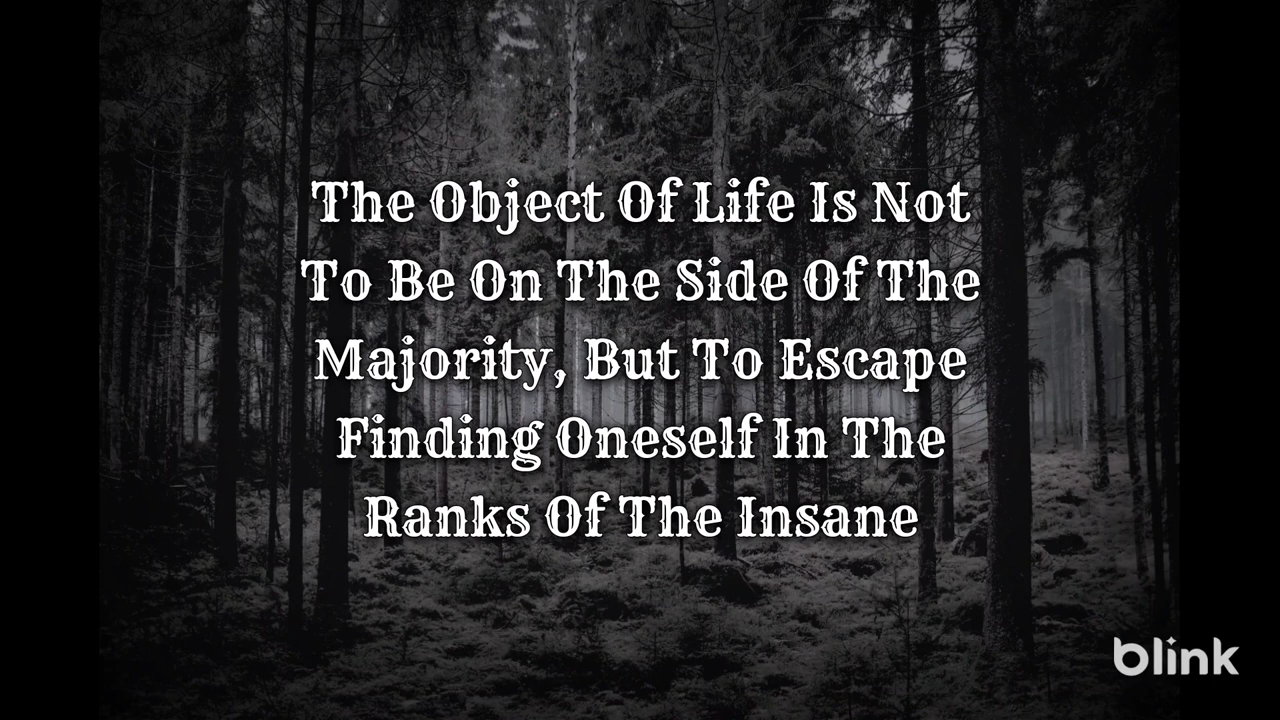 The Object Of Life Is Not
To Be On The Side Of The
Majority, But To Escape
Finding Oneself In The
Ranks Of The Insane
blink